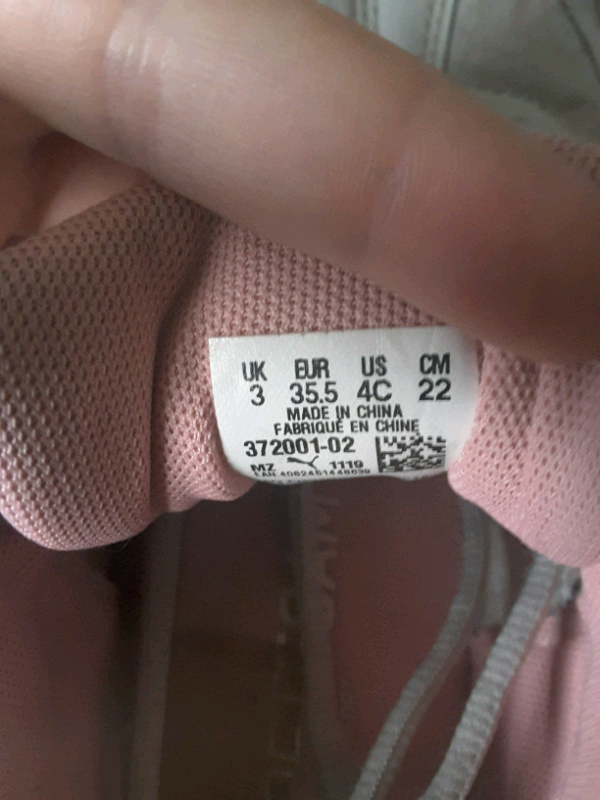 UK EUR US CM
3 35.5 4C 22
MADE IN CHINA
FABRIQUÉ EN CHINE
372001-02
MZ 1119